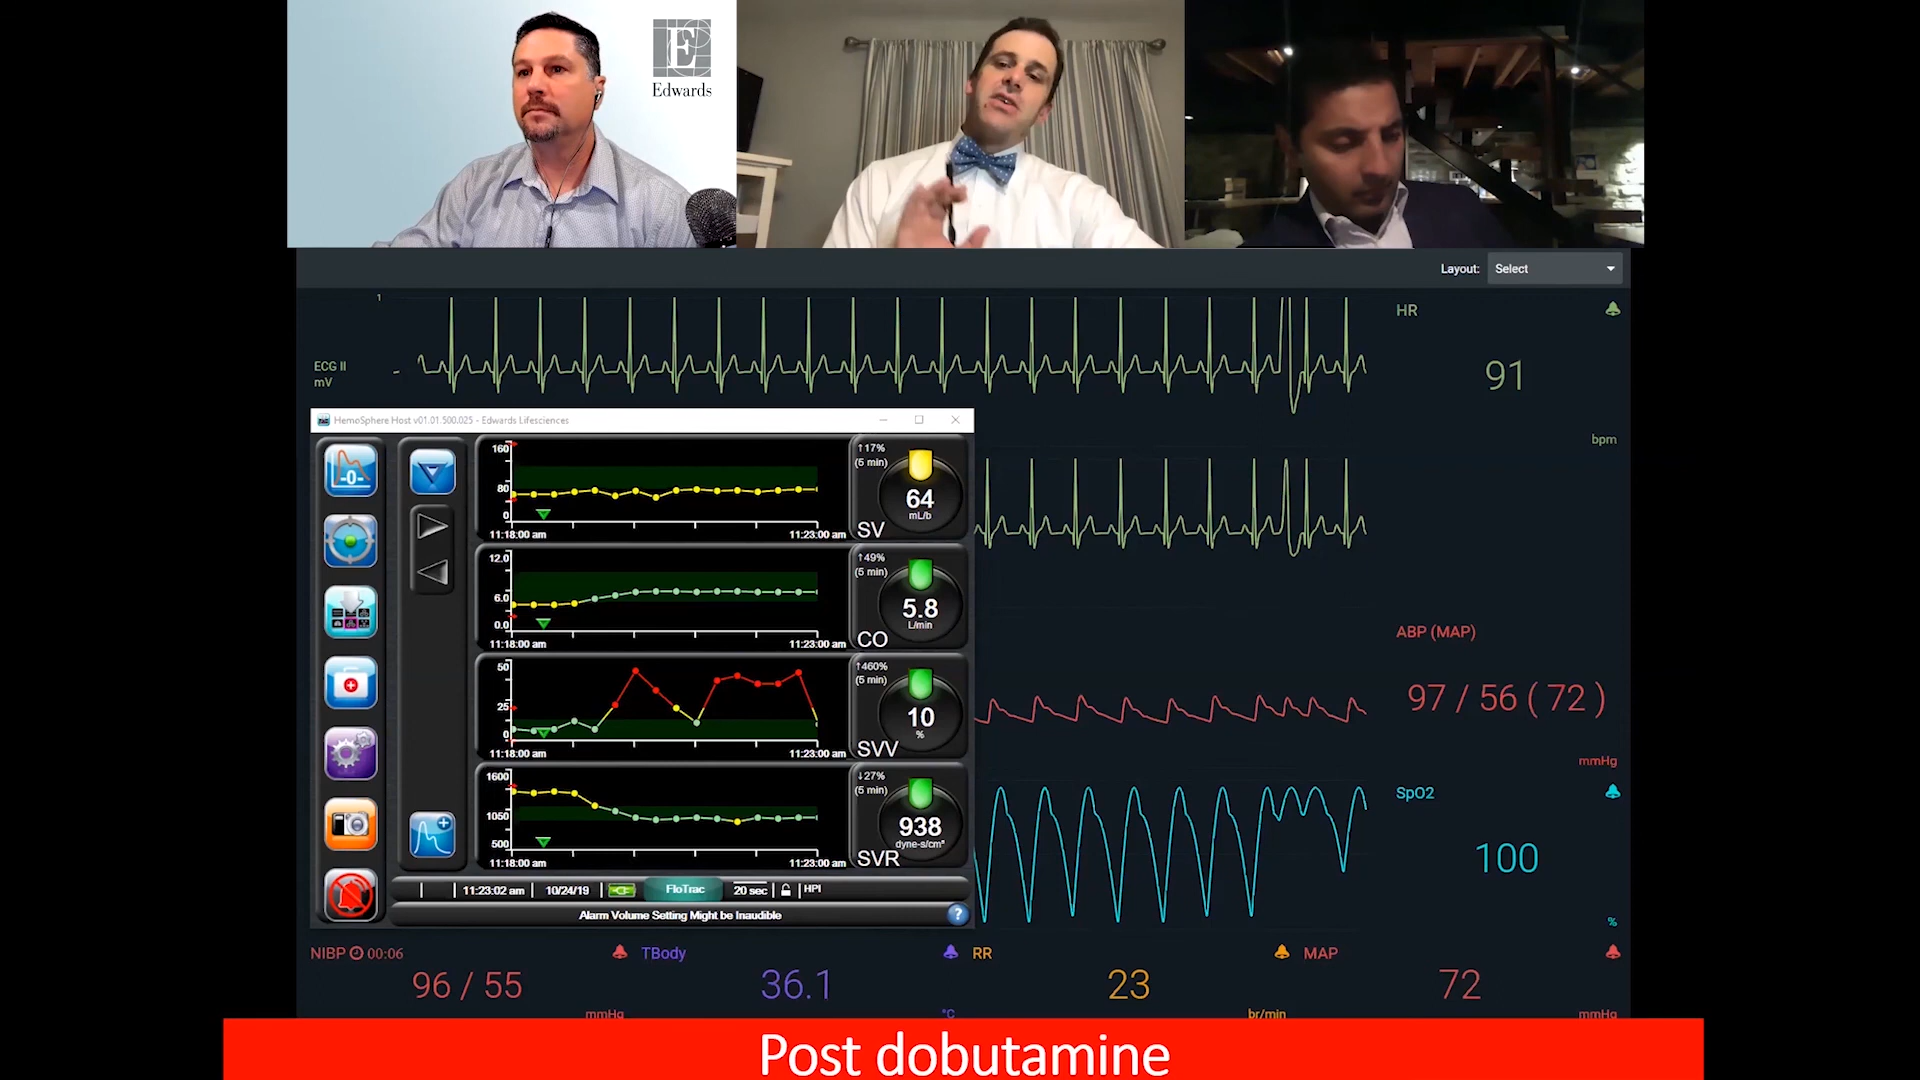 E
Edwards
Layout: Select
1
HR
91
bpm
ECG II
mV
HemoSphere Host v01.01.500.025 - Edwards Lifesciences
-0-
160
80
0
11:18:00 am
11:23:00 am
↑17%
(5 min)
64
mL/b
SV
12.0
6.0
0.0
11:18:00 am
11:23:00 am
↑49%
(5 min)
5.8
L/min
CO
50
25
0
11:18:00 am
11:23:00 am
↑460%
(5 min)
10
%
SVV
1600
1050
500
11:18:00 am
11:23:00 am
↓27%
(5 min)
938
SVR
11:23:02 am 10/24/19 FloTrac 20 sec HPI
Alarm Volume Setting Might be Inaudible
?
ABP (MAP)
97 / 56 ( 72 )
mmHg
SpO2
100
%
NIBP 00:06
96 / 55
mmHg
TBody
36.1
°C
RR
23
br/min
MAP
72
mmHg
Post dobutamine